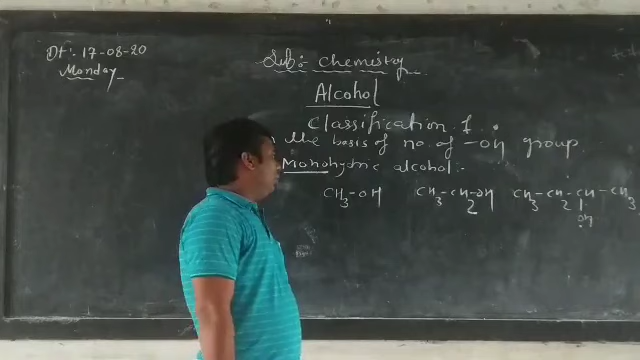 Dt:- 17-08-20
Monday
Sub:- Chemistry
Alcohol
Classification of
the basis of no. of -OH group
Monohydric alcohol :-
CH3-OH CH3-CH2-OH CH3-CH2-CH-CH3
OH